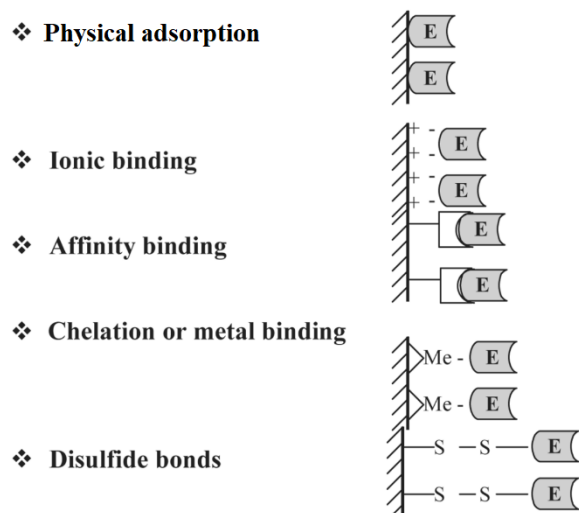 ❖ Physical adsorption
E
E
❖ Ionic binding
+ - E
+ -
+ - E
+ -
❖ Affinity binding
E
E
❖ Chelation or metal binding
Me - E
Me - E
❖ Disulfide bonds
S - S - E
S - S - E